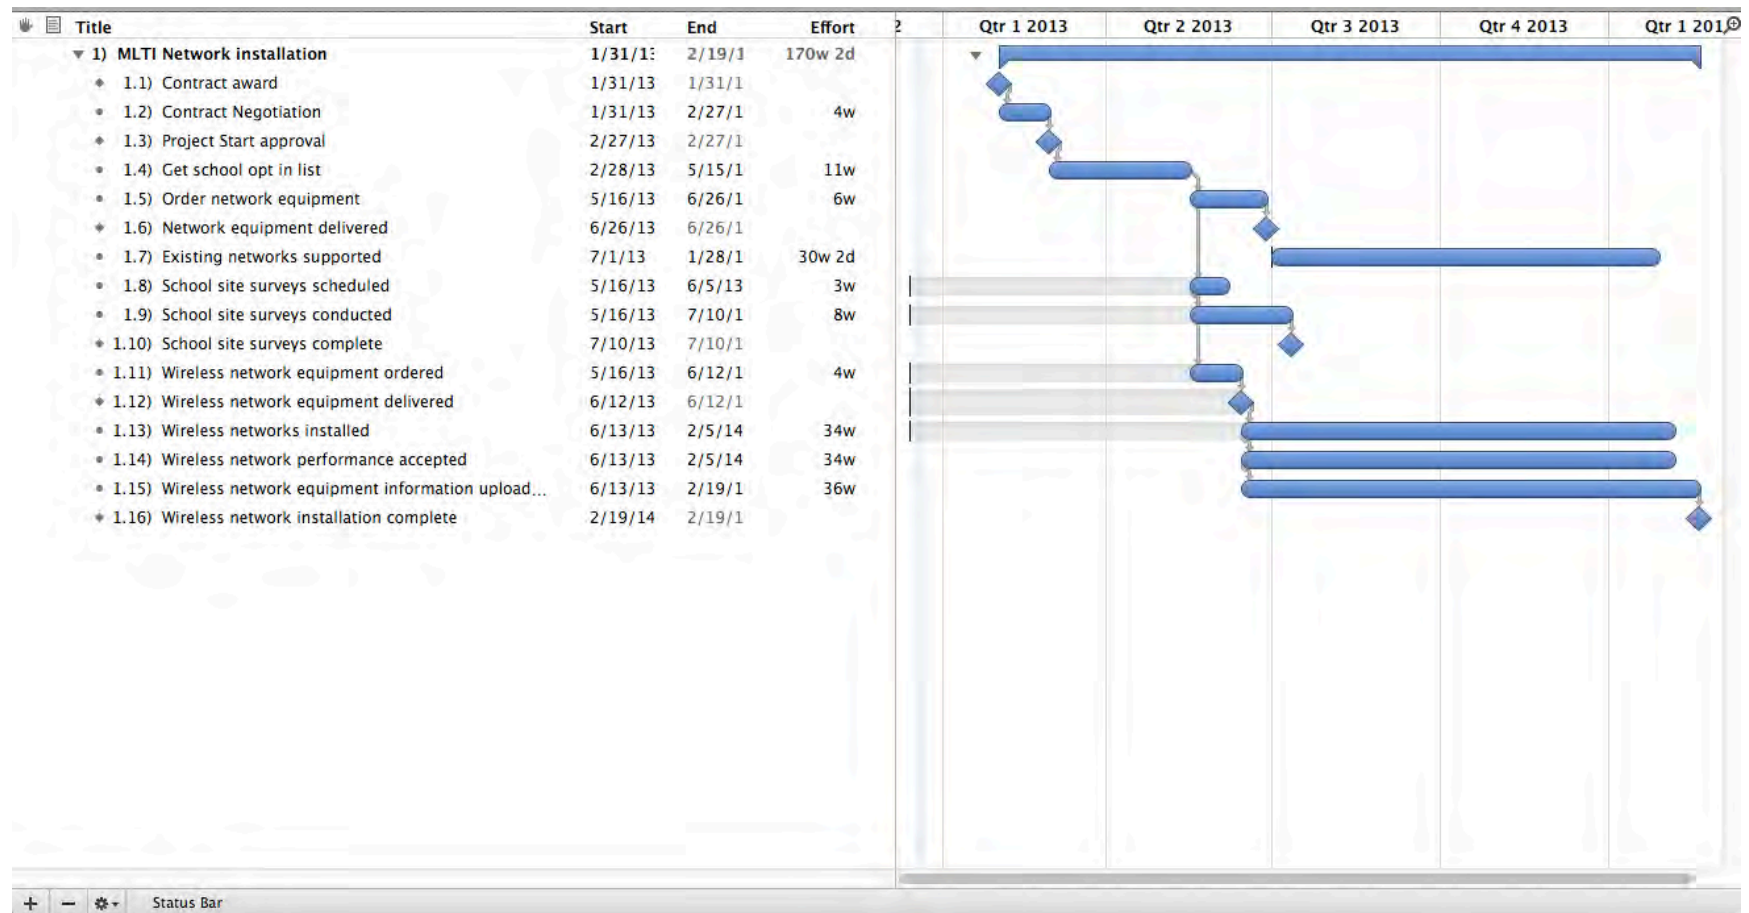 Title Start End Effort 2 Qtr 1 2013 Qtr 2 2013 Qtr 3 2013 Qtr 4 2013 Qtr 1 201
1) MLTI Network installation 1/31/13 2/19/1 170w 2d
1.1) Contract award 1/31/13 1/31/1
1.2) Contract Negotiation 1/31/13 2/27/1 4w
1.3) Project Start approval 2/27/13 2/27/1
1.4) Get school opt in list 2/28/13 5/15/1 11w
1.5) Order network equipment 5/16/13 6/26/1 6w
1.6) Network equipment delivered 6/26/13 6/26/1
1.7) Existing networks supported 7/1/13 1/28/1 30w 2d
1.8) School site surveys scheduled 5/16/13 6/5/13 3w
1.9) School site surveys conducted 5/16/13 7/10/1 8w
1.10) School site surveys complete 7/10/13 7/10/1
1.11) Wireless network equipment ordered 5/16/13 6/12/1 4w
1.12) Wireless network equipment delivered 6/12/13 6/12/1
1.13) Wireless networks installed 6/13/13 2/5/14 34w
1.14) Wireless network performance accepted 6/13/13 2/5/14 34w
1.15) Wireless network equipment information upload... 6/13/13 2/19/1 36w
1.16) Wireless network installation complete 2/19/14 2/19/1
Status Bar